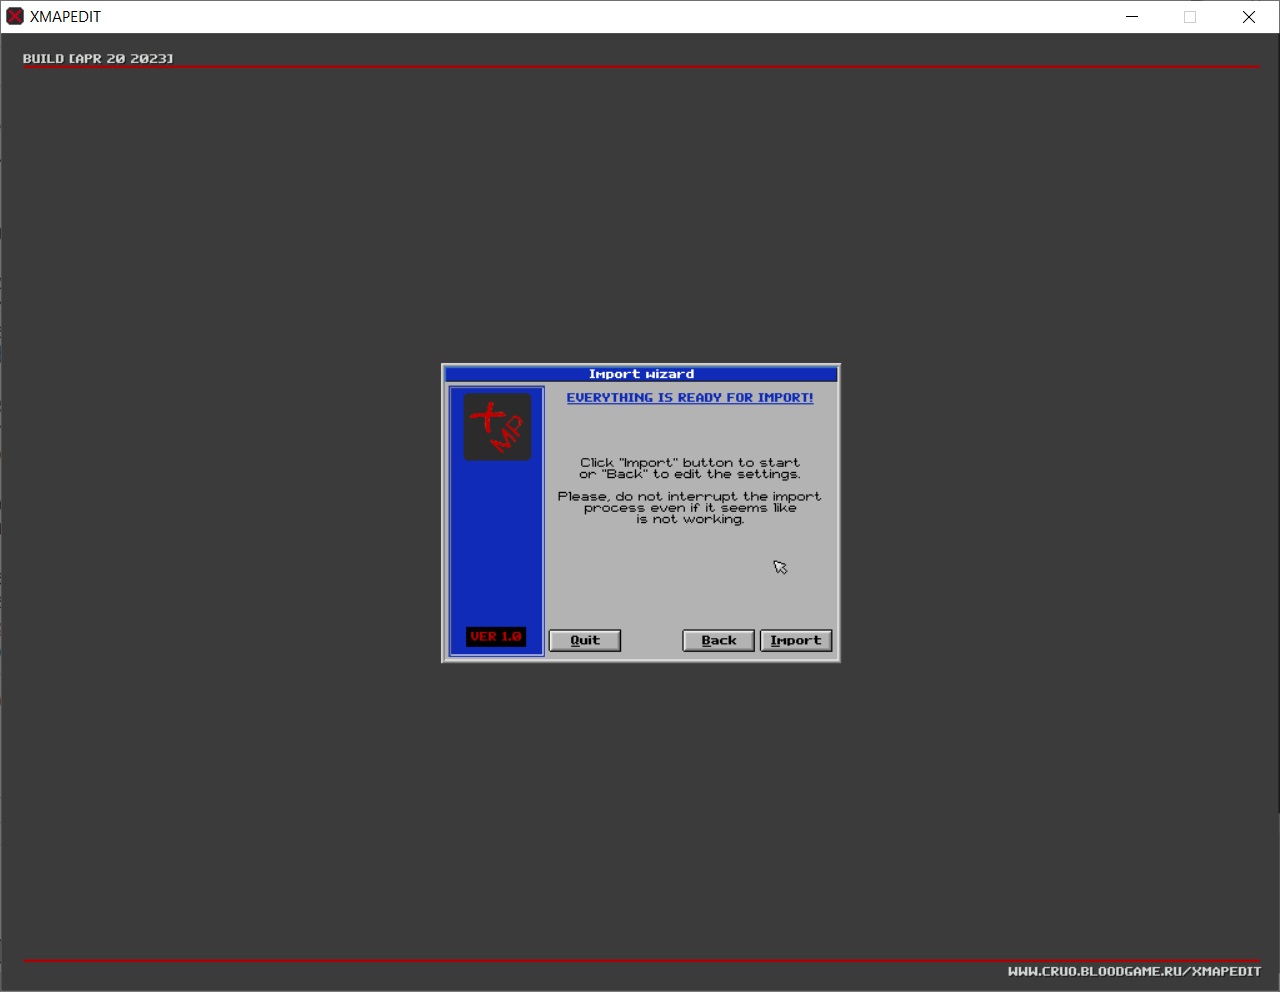 XMAPEDIT
BUILD [APR 20 2023]
Import wizard
EVERYTHING IS READY FOR IMPORT!
MP
Click "Import" button to start
or "Back" to edit the settings.
Please, do not interrupt the import
process even if it seems like
is not working.
VER 1.0
Quit
Back
Import
WWW.CRUO.BLOODGAME.RU/XMAPEDIT